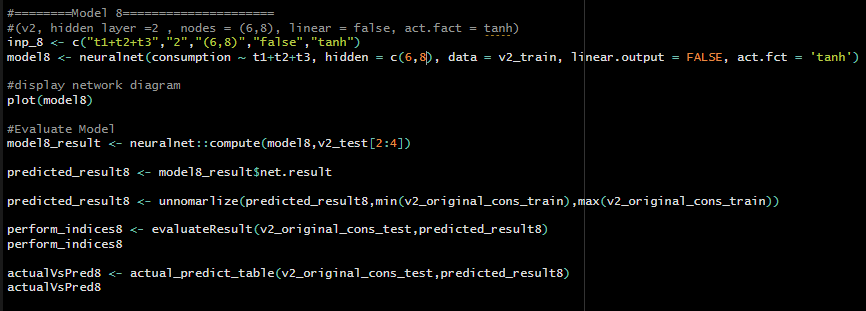 #========Model 8=====================
#(v2, hidden layer =2 , nodes = (6,8), linear = false, act.fact = tanh)
inp_8 <- c("t1+t2+t3","2","(6,8)","false","tanh")
model8 <- neuralnet(consumption ~ t1+t2+t3, hidden = c(6,8), data = v2_train, linear.output = FALSE, act.fct = 'tanh')
#display network diagram
plot(model8)
#Evaluate Model
model8_result <- neuralnet::compute(model8,v2_test[2:4])
predicted_result8 <- model8_result$net.result
predicted_result8 <- unnomarlize(predicted_result8,min(v2_original_cons_train),max(v2_original_cons_train))
perform_indices8 <- evaluateResult(v2_original_cons_test,predicted_result8)
perform_indices8
actualVsPred8 <- actual_predict_table(v2_original_cons_test,predicted_result8)
actualVsPred8